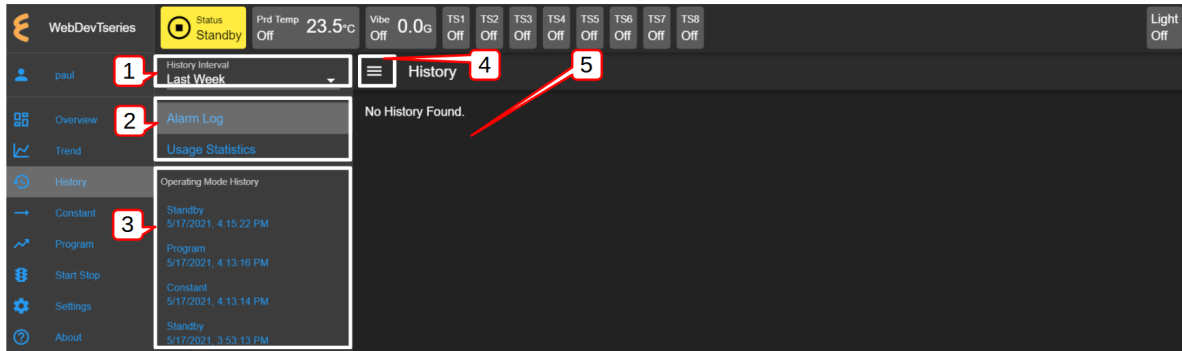 WebDevTseries
Status
Standby
Prd Temp
Off
23.5°C
Vibe
Off
0.0G
TS1
Off
TS2
Off
TS3
Off
TS4
Off
TS5
Off
TS6
Off
TS7
Off
TS8
Off
Light
Off
paul
Overview
Trend
History
Constant
Program
Start Stop
Settings
About
1
History Interval
Last Week
2
Alarm Log
Usage Statistics
3
Operating Mode History
Standby
5/17/2021, 4:15:22 PM
Program
5/17/2021, 4:13:16 PM
Constant
5/17/2021, 4:13:14 PM
Standby
5/17/2021, 3:53:13 PM
History
4
5
No History Found.